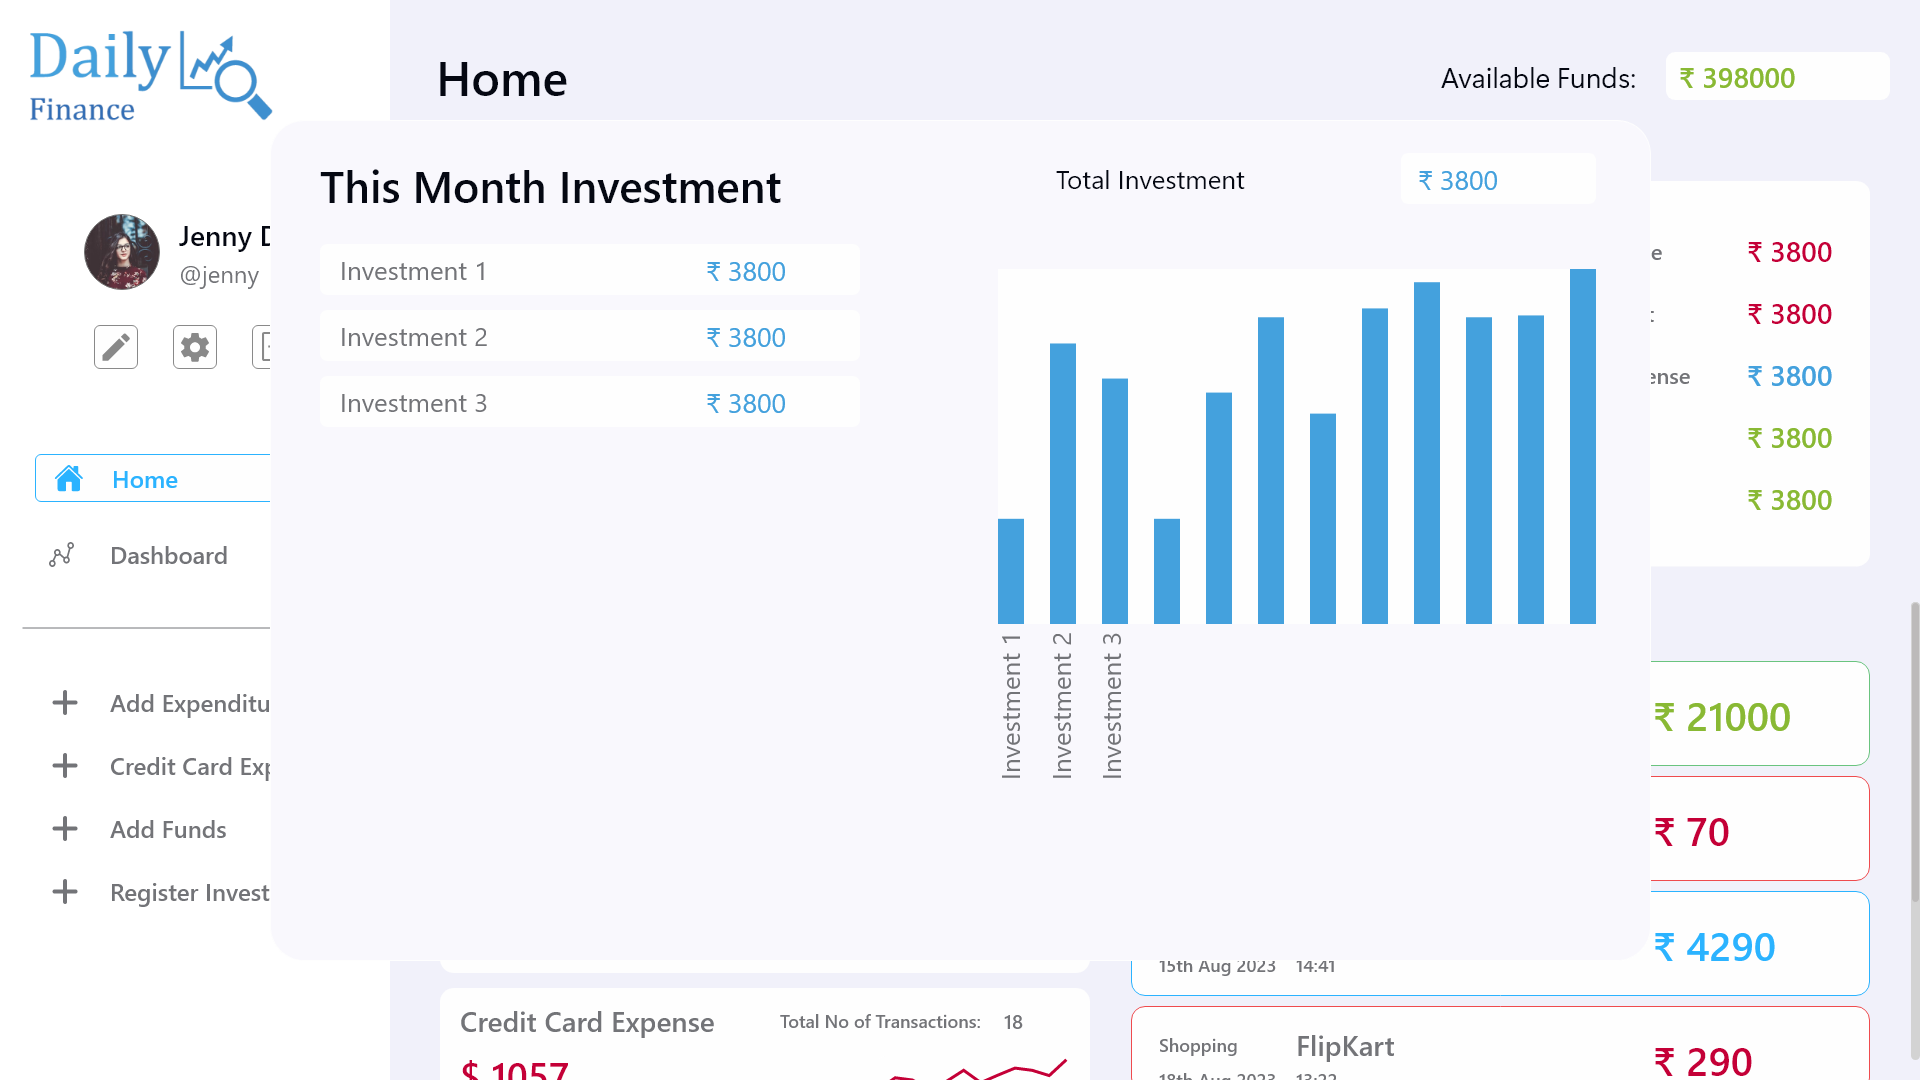 Daily
Finance
Home
Available Funds:
₹ 398000
This Month Investment
Total Investment
₹ 3800
Jenny D
@jenny
Investment 1
₹ 3800
Investment 2
₹ 3800
Investment 3
₹ 3800
e
₹ 3800
₹ 3800
ense
₹ 3800
₹ 3800
₹ 3800
Home
Dashboard
Investment 1
Investment 2
Investment 3
Add Expenditu
Credit Card Exp
Add Funds
Register Invest
₹ 21000
₹ 70
₹ 4290
15th Aug 2023 14:41
Credit Card Expense
Total No of Transactions: 18
$ 1057
Shopping
FlipKart
₹ 290
18th Aug 2023 13:22